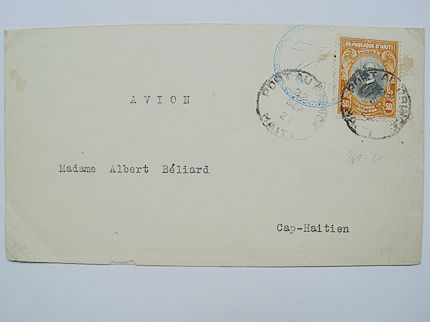 REPUBLIQUE D'HAITI
PORT AU PRINCE
HAITI
AVION
Madame Albert Béliard
Cap-Haitien